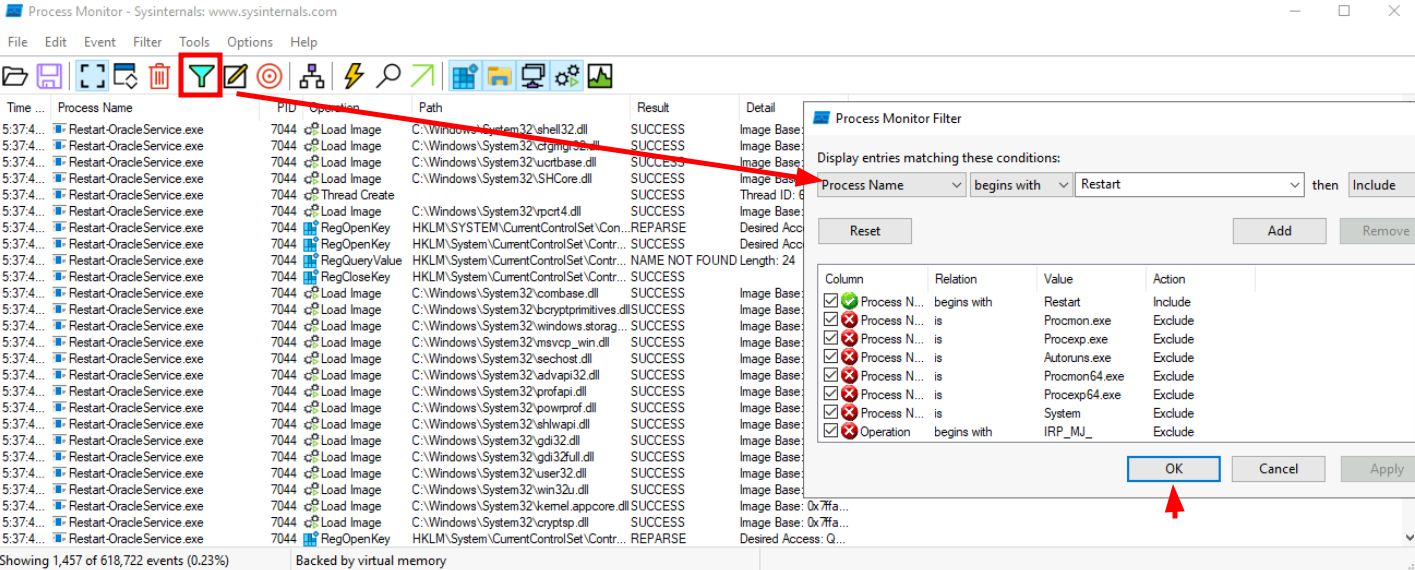 Process Monitor - Sysinternals: www.sysinternals.com
File Edit Event Filter Tools Options Help
Time ... Process Name PID Operation Path Result Detail
5:37:4... Restart-OracleService.exe 7044 Load Image C:\Windows\System32\shell32.dll SUCCESS Image Base:
5:37:4... Restart-OracleService.exe 7044 Load Image C:\Windows\System32\cfgmgr32.dll SUCCESS Image Base:
5:37:4... Restart-OracleService.exe 7044 Load Image C:\Windows\System32\ucrtbase.dll SUCCESS Image Base:
5:37:4... Restart-OracleService.exe 7044 Load Image C:\Windows\System32\SHCore.dll SUCCESS Image Base:
5:37:4... Restart-OracleService.exe 7044 Thread Create SUCCESS Thread ID: 6
5:37:4... Restart-OracleService.exe 7044 Load Image C:\Windows\System32\rpcrt4.dll SUCCESS Image Base:
5:37:4... Restart-OracleService.exe 7044 RegOpenKey HKLM\SYSTEM\CurrentControlSet\Con... REPARSE Desired Acc
5:37:4... Restart-OracleService.exe 7044 RegOpenKey HKLM\System\CurrentControlSet\Contr... SUCCESS Desired Acc
5:37:4... Restart-OracleService.exe 7044 RegQueryValue HKLM\System\CurrentControlSet\Contr... NAME NOT FOUND Length: 24
5:37:4... Restart-OracleService.exe 7044 RegCloseKey HKLM\System\CurrentControlSet\Contr... SUCCESS
5:37:4... Restart-OracleService.exe 7044 Load Image C:\Windows\System32\combase.dll SUCCESS Image Base:
5:37:4... Restart-OracleService.exe 7044 Load Image C:\Windows\System32\bcryptprimitives.dll SUCCESS Image Base:
5:37:4... Restart-OracleService.exe 7044 Load Image C:\Windows\System32\windows.storag... SUCCESS Image Base:
5:37:4... Restart-OracleService.exe 7044 Load Image C:\Windows\System32\msvcp_win.dll SUCCESS Image Base:
5:37:4... Restart-OracleService.exe 7044 Load Image C:\Windows\System32\sechost.dll SUCCESS Image Base:
5:37:4... Restart-OracleService.exe 7044 Load Image C:\Windows\System32\advapi32.dll SUCCESS Image Base:
5:37:4... Restart-OracleService.exe 7044 Load Image C:\Windows\System32\profapi.dll SUCCESS Image Base:
5:37:4... Restart-OracleService.exe 7044 Load Image C:\Windows\System32\powrprof.dll SUCCESS Image Base:
5:37:4... Restart-OracleService.exe 7044 Load Image C:\Windows\System32\shlwapi.dll SUCCESS Image Base:
5:37:4... Restart-OracleService.exe 7044 Load Image C:\Windows\System32\gdi32.dll SUCCESS Image Base:
5:37:4... Restart-OracleService.exe 7044 Load Image C:\Windows\System32\gdi32full.dll SUCCESS Image Base:
5:37:4... Restart-OracleService.exe 7044 Load Image C:\Windows\System32\user32.dll SUCCESS Image Base:
5:37:4... Restart-OracleService.exe 7044 Load Image C:\Windows\System32\win32u.dll SUCCESS Image Base:
5:37:4... Restart-OracleService.exe 7044 Load Image C:\Windows\System32\kernel.appcore.dll SUCCESS Image Base: 0x7ffa...
5:37:4... Restart-OracleService.exe 7044 Load Image C:\Windows\System32\cryptsp.dll SUCCESS Image Base: 0x7ffa...
5:37:4... Restart-OracleService.exe 7044 RegOpenKey HKLM\System\CurrentControlSet\Contr... REPARSE Desired Access: Q...
Showing 1,457 of 618,722 events (0.23%) Backed by virtual memory
Process Monitor Filter
Display entries matching these conditions:
Process Name begins with Restart then Include
Reset Add Remove
Column Relation Value Action
Process N... begins with Restart Include
Process N... is Procmon.exe Exclude
Process N... is Procexp.exe Exclude
Process N... is Autoruns.exe Exclude
Process N... is Procmon64.exe Exclude
Process N... is Procexp64.exe Exclude
Process N... is System Exclude
Operation begins with IRP_MJ_ Exclude
OK Cancel Apply